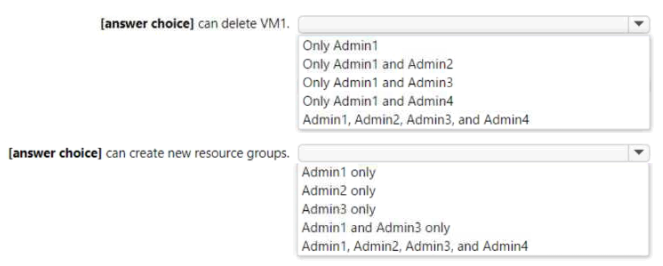 [answer choice] can delete VM1.
Only Admin1
Only Admin1 and Admin2
Only Admin1 and Admin3
Only Admin1 and Admin4
Admin1, Admin2, Admin3, and Admin4
[answer choice] can create new resource groups.
Admin1 only
Admin2 only
Admin3 only
Admin1 and Admin3 only
Admin1, Admin2, Admin3, and Admin4